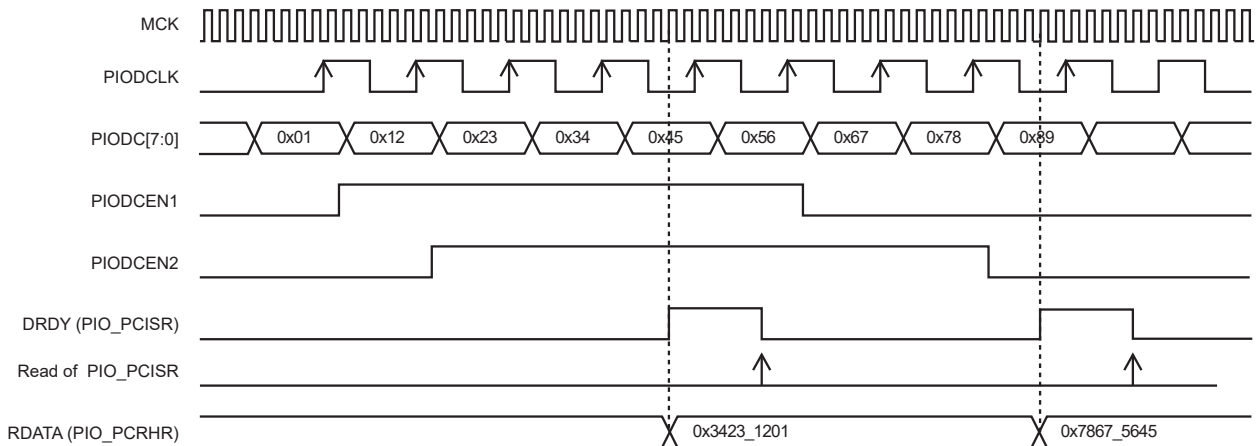 MCK
PIODCLK
PIODC[7:0] 0x01 0x12 0x23 0x34 0x45 0x56 0x67 0x78 0x89
PIODCEN1
PIODCEN2
DRDY (PIO_PCISR)
Read of PIO_PCISR
RDATA (PIO_PCRHR) 0x3423_1201 0x7867_5645